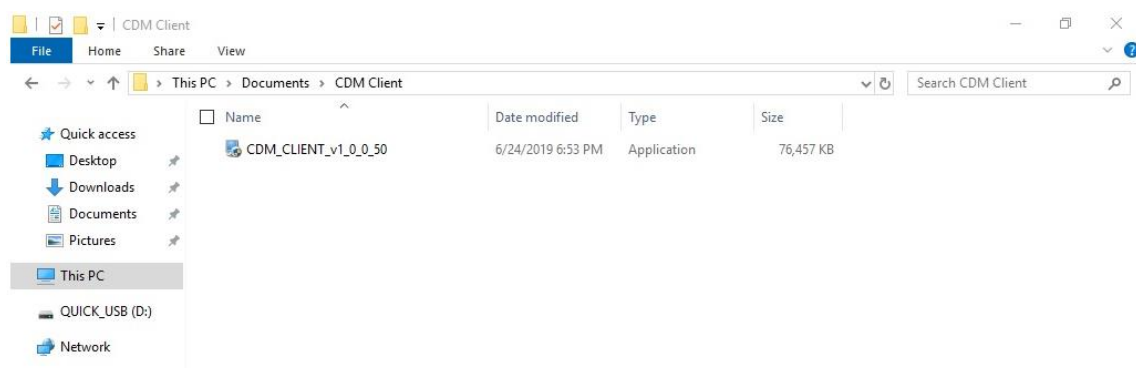 CDM Client
File Home Share View
This PC > Documents > CDM Client
Search CDM Client
Name Date modified Type Size
CDM_CLIENT_v1_0_0_50 6/24/2019 6:53 PM Application 76,457 KB
Quick access
Desktop
Downloads
Documents
Pictures
This PC
QUICK_USB (D:)
Network